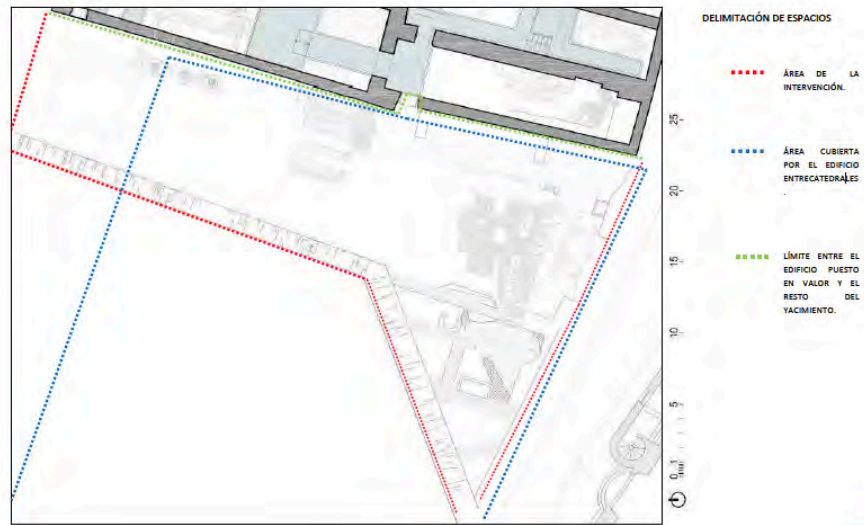 DELIMITACIÓN DE ESPACIOS
ÁREA DE LA
INTERVENCIÓN.
ÁREA CUBIERTA
POR EL EDIFICIO
ENTRECATEDRALES
.
LÍMITE ENTRE EL
EDIFICIO PUESTO
EN VALOR Y EL
RESTO DEL
YACIMIENTO.
25
20
15
10
5
0 1